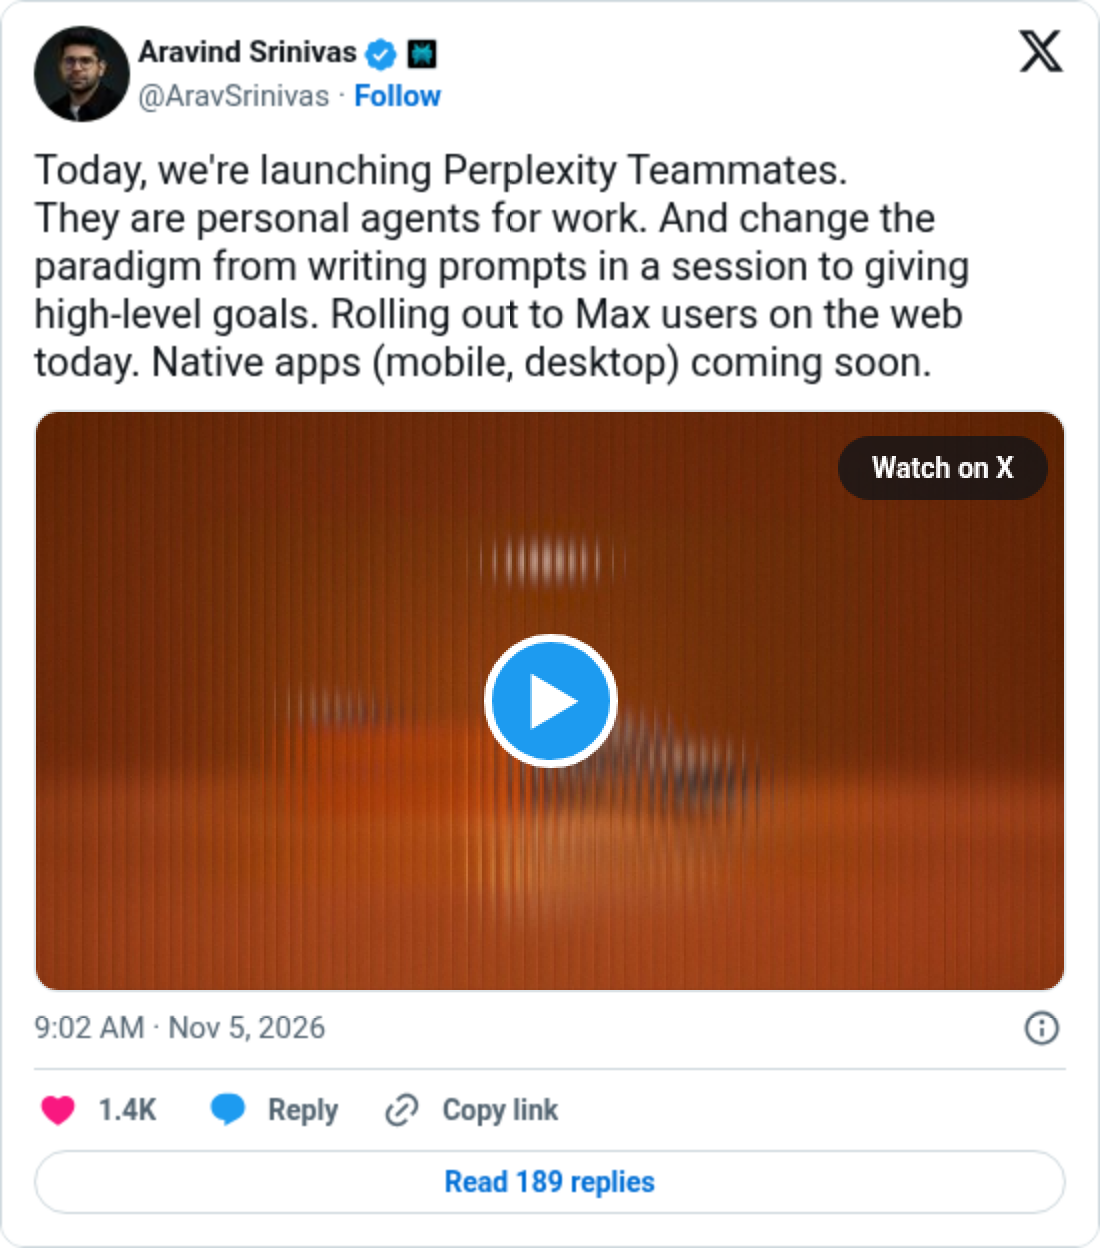 Aravind Srinivas
@AravSrinivas · Follow
Today, we're launching Perplexity Teammates.
They are personal agents for work. And change the
paradigm from writing prompts in a session to giving
high-level goals. Rolling out to Max users on the web
today. Native apps (mobile, desktop) coming soon.
Watch on X
9:02 AM · Nov 5, 2026
1.4K Reply Copy link
Read 189 replies